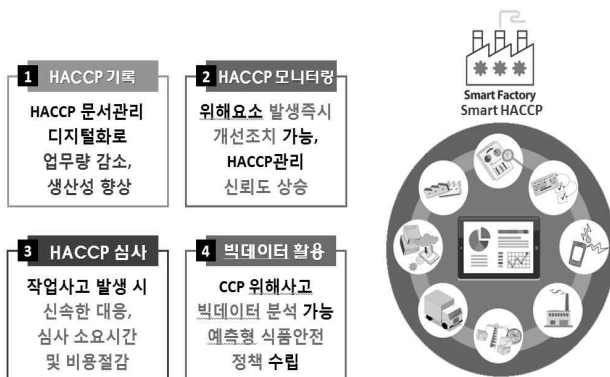 1 HACCP 기록
HACCP 문서관리
디지털화로
업무량 감소,
생산성 향상
2 HACCP 모니터링
위해요소 발생즉시
개선조치 가능,
HACCP관리
신뢰도 상승
3 HACCP 심사
작업사고 발생 시
신속한 대응,
심사 소요시간
및 비용절감
4 빅데이터 활용
CCP 위해사고
빅데이터 분석 가능
예측형 식품안전
정책 수립
Smart Factory
Smart HACCP